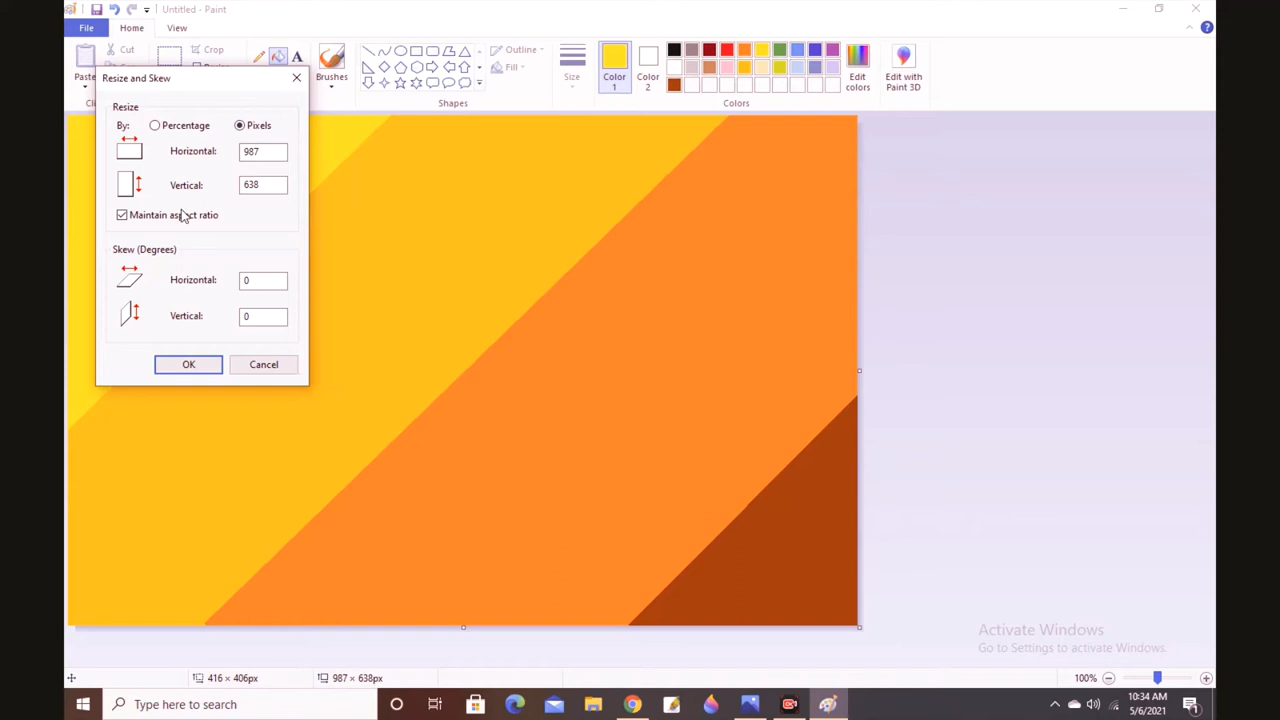 Untitled - Paint
File
Home
View
Paste
Cut
Crop
Brushes
Outline
Fill
Shapes
Size
Color 1
Color 2
Edit colors
Edit with Paint 3D
Colors
Resize and Skew
Resize
By:
Percentage
Pixels
Horizontal:
987
Vertical:
638
Maintain aspect ratio
Skew (Degrees)
Horizontal:
0
Vertical:
0
OK
Cancel
Activate Windows
Go to Settings to activate Windows.
416 × 406px
987 × 638px
100%
Type here to search
10:34 AM
5/6/2021
1